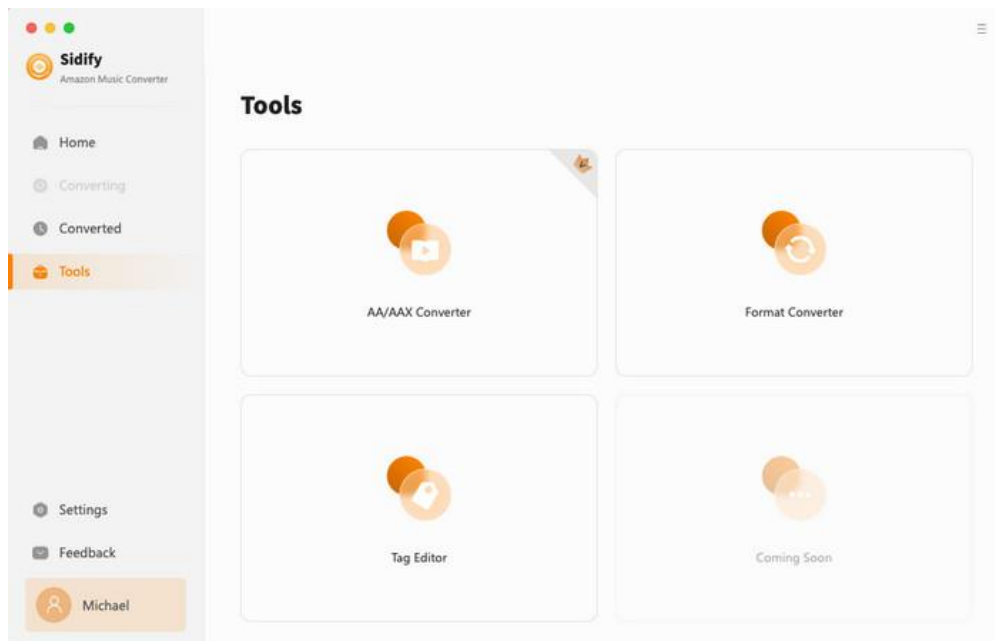 Sidify
Amazon Music Converter
Home
Converting
Converted
Tools
Settings
Feedback
Michael
Tools
AA/AAX Converter
Format Converter
Tag Editor
Coming Soon